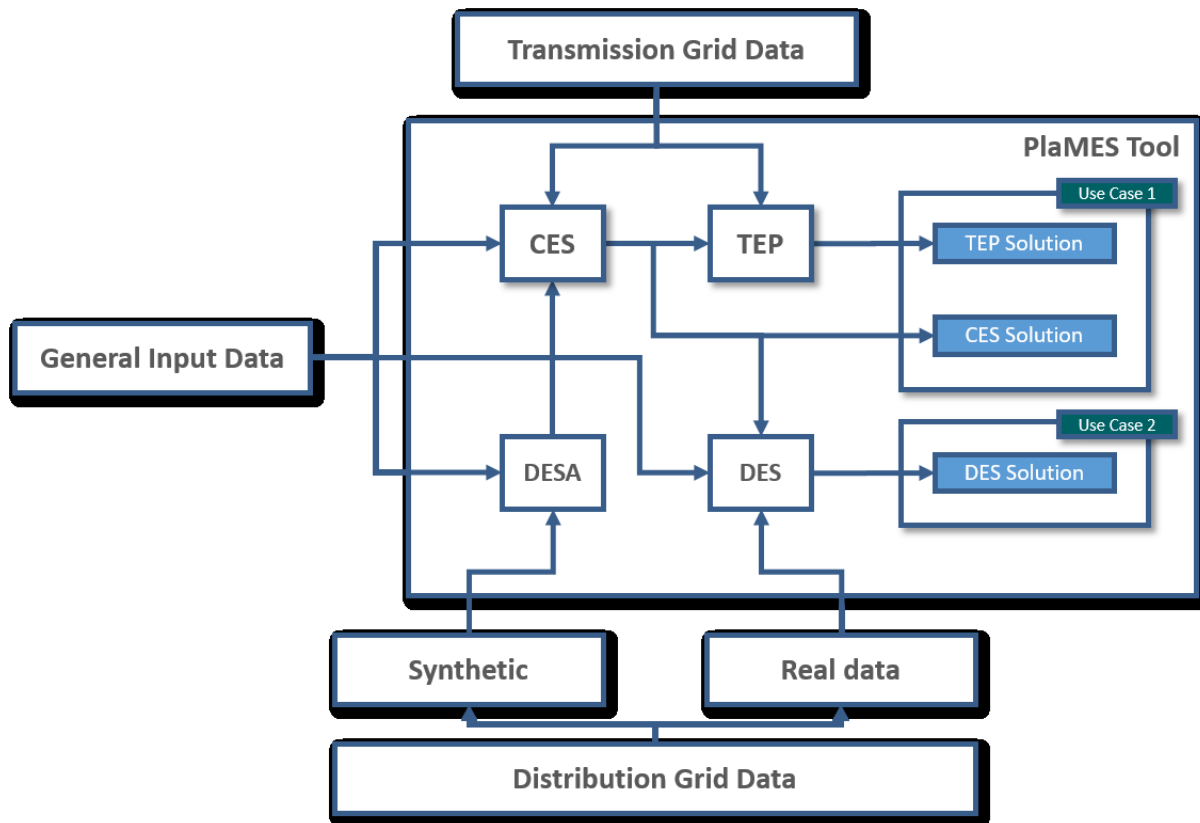 Transmission Grid Data
PlaMES Tool
Use Case 1
CES
TEP
TEP Solution
CES Solution
General Input Data
Use Case 2
DESA
DES
DES Solution
Synthetic
Real data
Distribution Grid Data